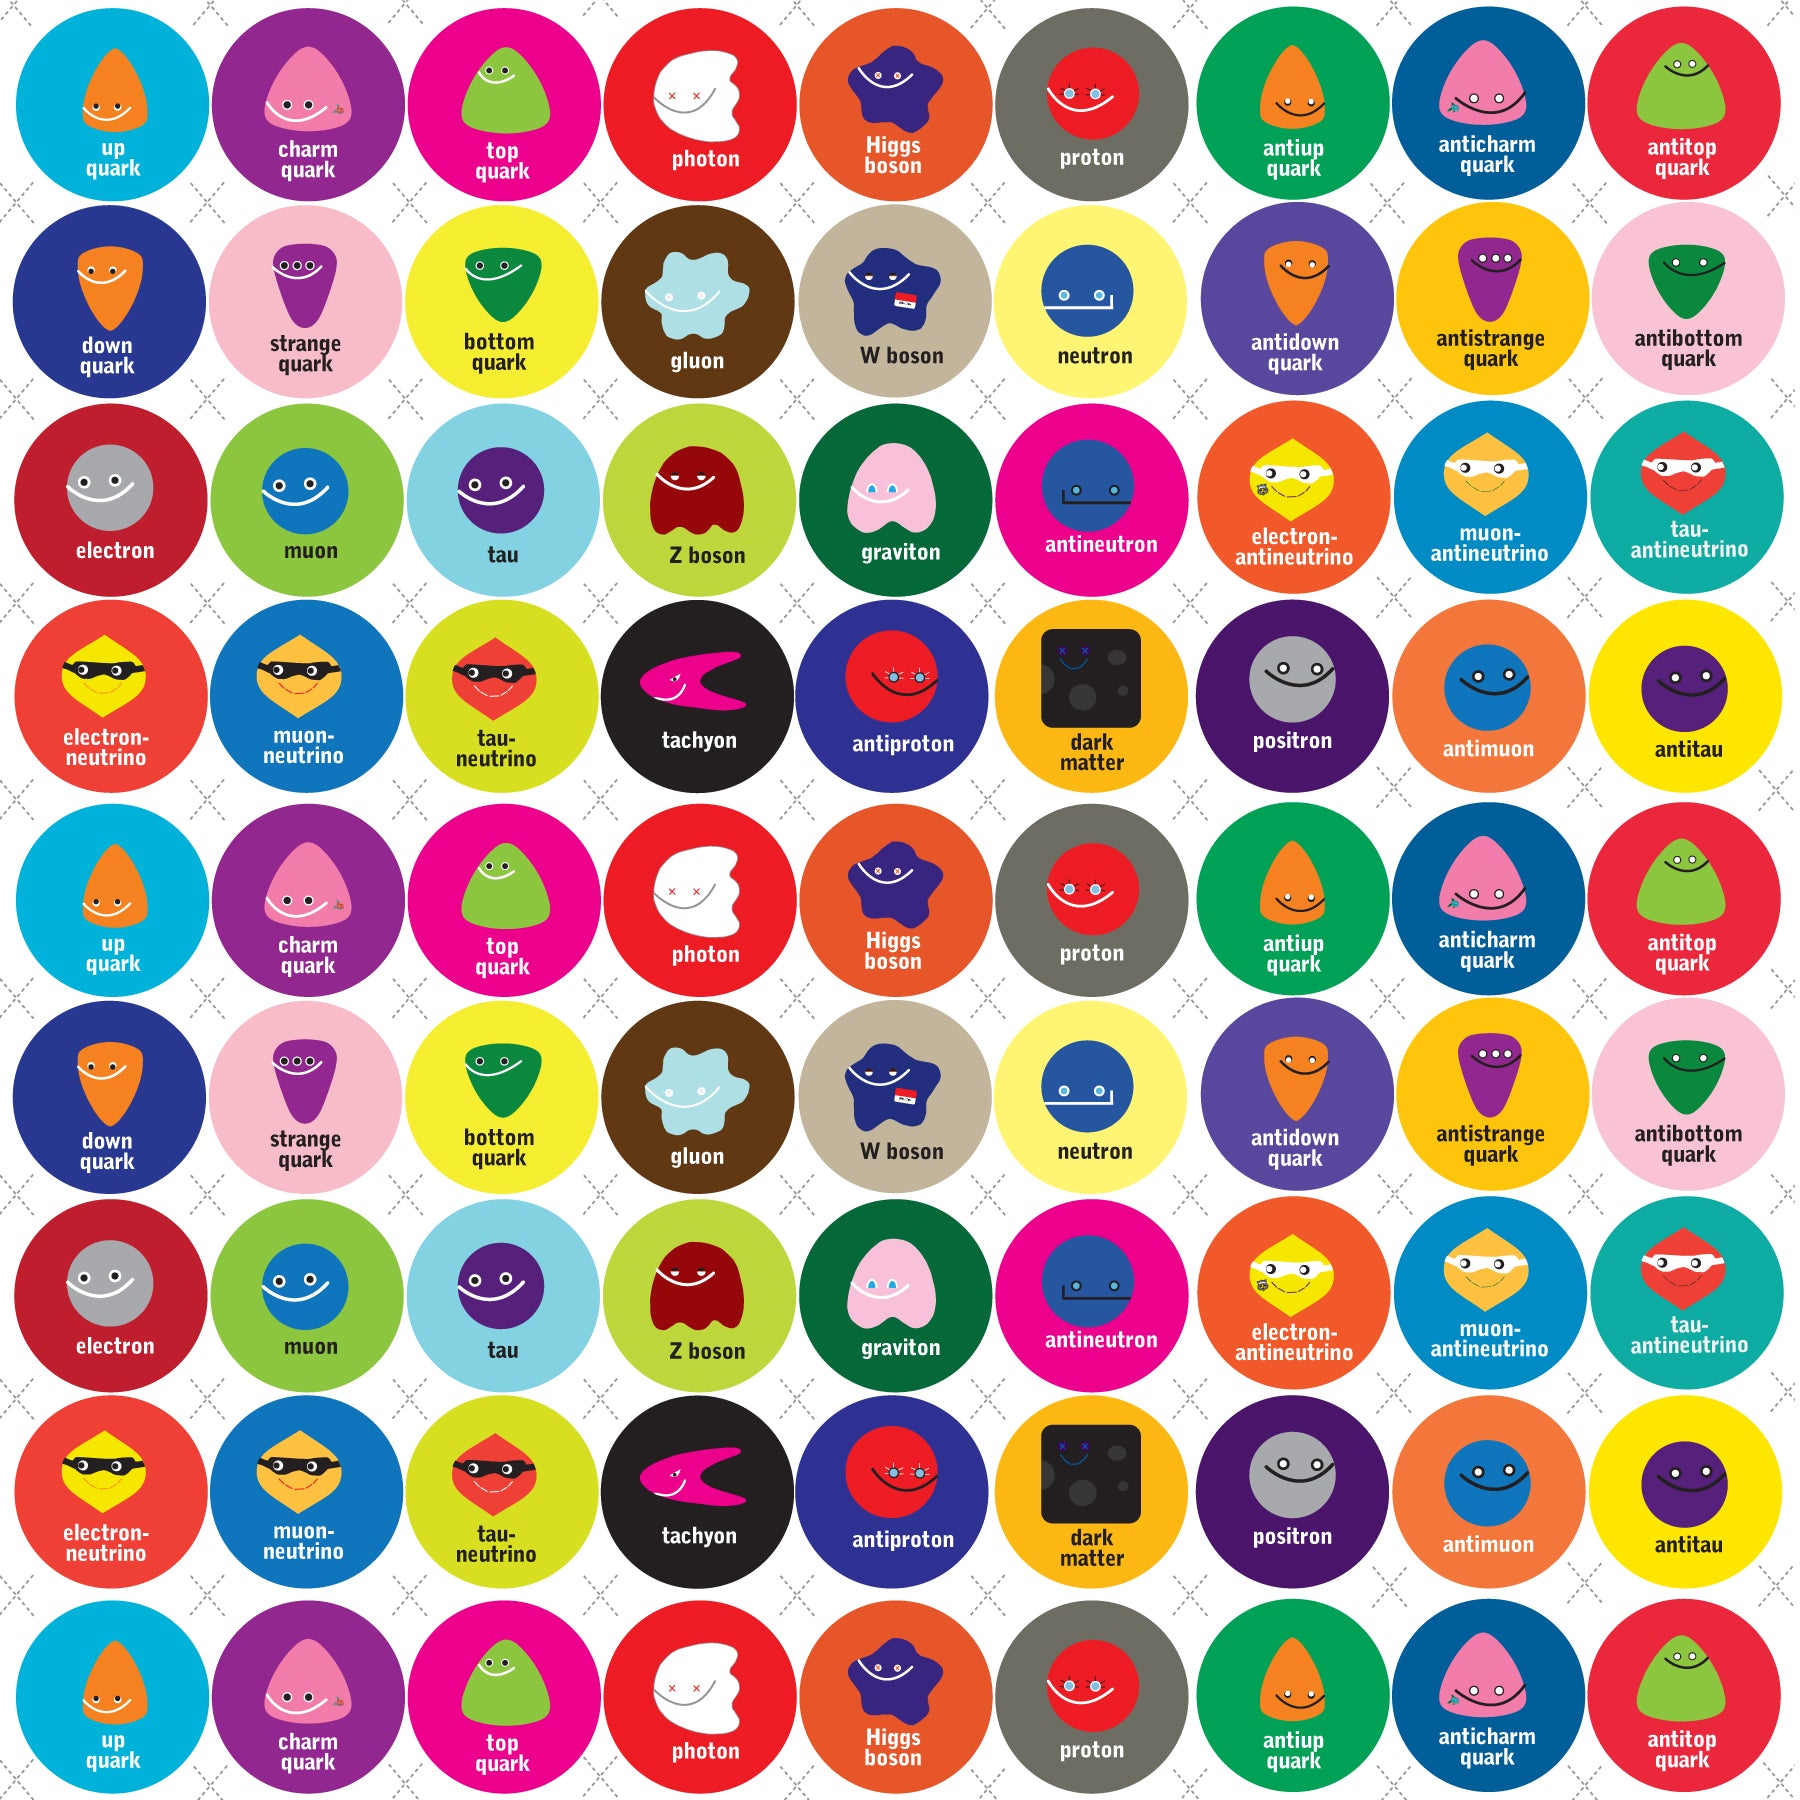 up
quark
charm
quark
top
quark
photon
Higgs
boson
proton
antiup
quark
anticharm
quark
antitop
quark
down
quark
strange
quark
bottom
quark
gluon
W boson
neutron
antidown
quark
antistrange
quark
antibottom
quark
electron
muon
tau
Z boson
graviton
antineutron
electron-
antineutrino
muon-
antineutrino
tau-
antineutrino
electron-
neutrino
muon-
neutrino
tau-
neutrino
tachyon
antiproton
dark
matter
positron
antimuon
antitau
up
quark
charm
quark
top
quark
photon
Higgs
boson
proton
antiup
quark
anticharm
quark
antitop
quark
down
quark
strange
quark
bottom
quark
gluon
W boson
neutron
antidown
quark
antistrange
quark
antibottom
quark
electron
muon
tau
Z boson
graviton
antineutron
electron-
antineutrino
muon-
antineutrino
tau-
antineutrino
electron-
neutrino
muon-
neutrino
tau-
neutrino
tachyon
antiproton
dark
matter
positron
antimuon
antitau
up
quark
charm
quark
top
quark
photon
Higgs
boson
proton
antiup
quark
anticharm
quark
antitop
quark